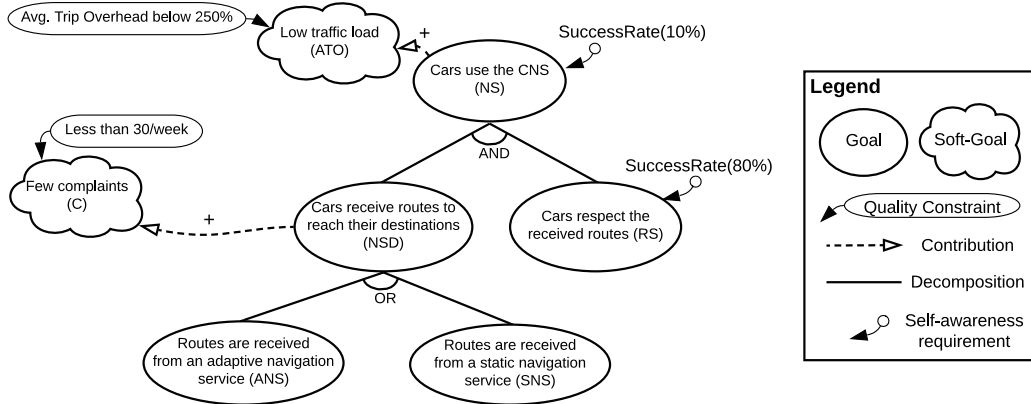 Avg. Trip Overhead below 250%
Low traffic load
(ATO)
+
SuccessRate(10%)
Cars use the CNS
(NS)
Less than 30/week
AND
SuccessRate(80%)
Few complaints
(C)
+
Cars receive routes to
reach their destinations
(NSD)
Cars respect the
received routes (RS)
OR
Routes are received
from an adaptive navigation
service (ANS)
Routes are received
from a static navigation
service (SNS)
Legend
Goal
Soft-Goal
Quality Constraint
Contribution
Decomposition
Self-awareness
requirement